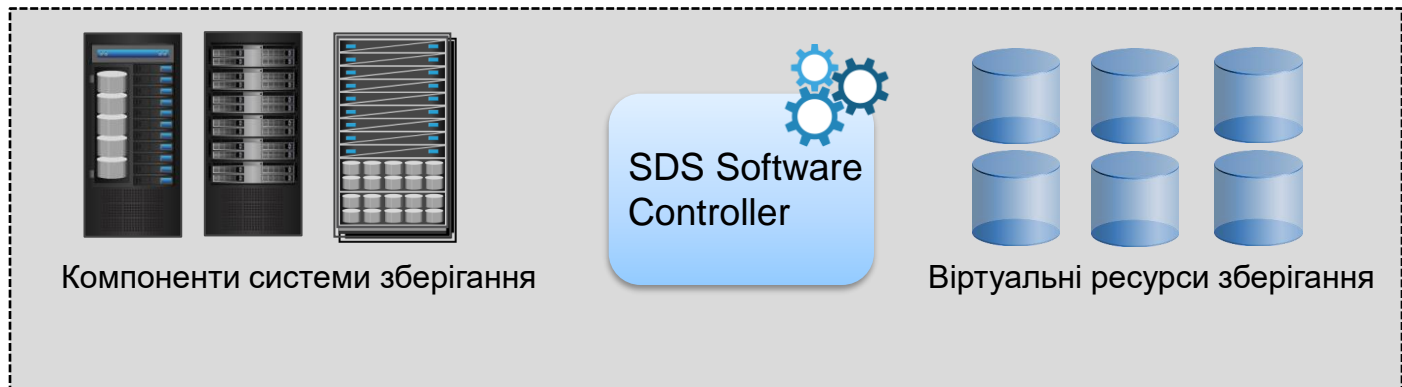 SDS Software
Controller
Компоненти системи зберігання
Віртуальні ресурси зберігання